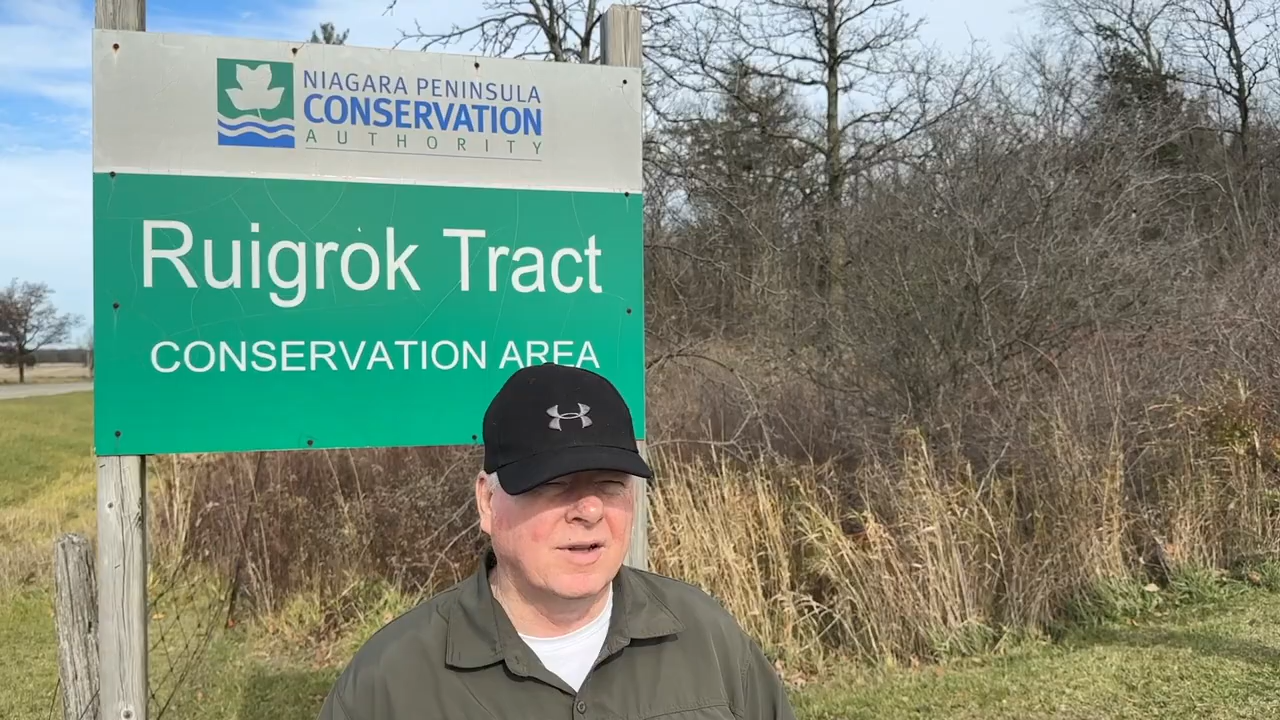 NIAGARA PENINSULA
CONSERVATION
AUTHORITY
Ruigrok Tract
CONSERVATION AREA